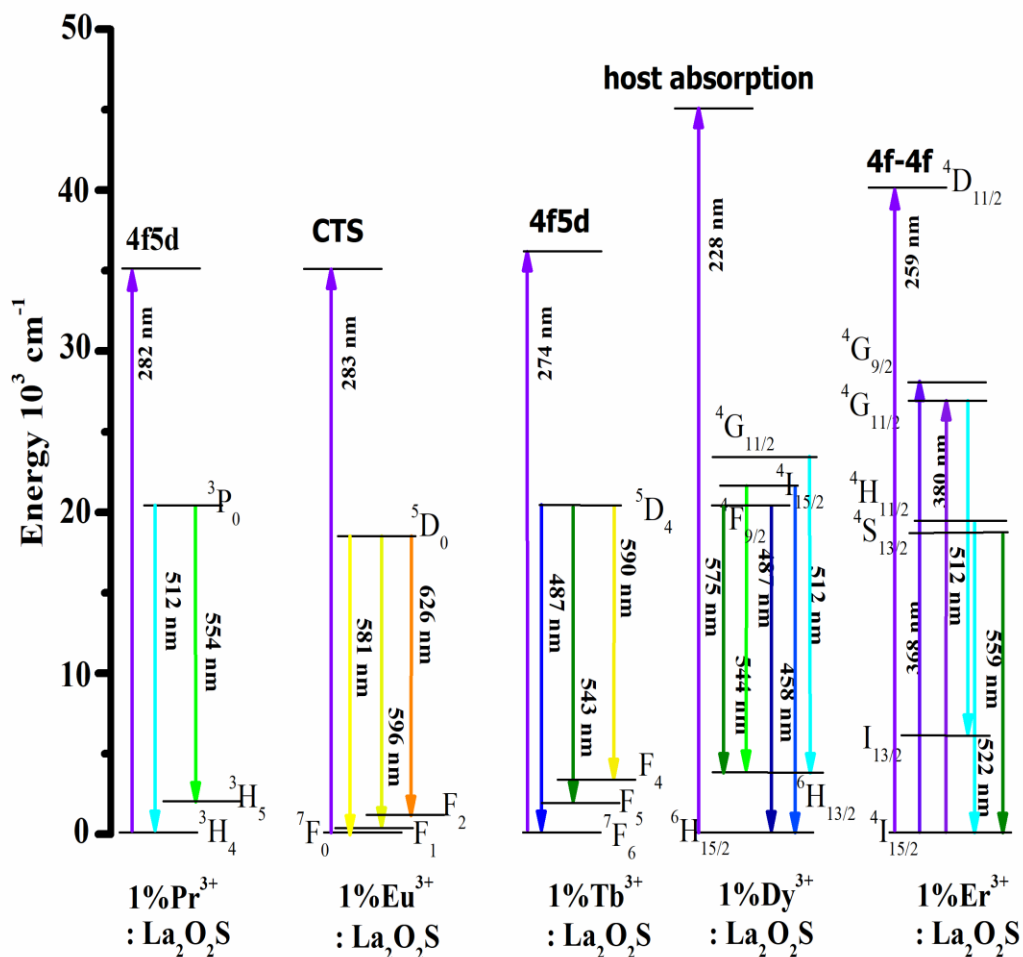 Energy 10³ cm⁻¹
50
40
30
20
10
0
4f5d
282 nm
³P₀
512 nm
554 nm
³H₅
³H₄
1%Pr³⁺
: La₂O₂S
CTS
283 nm
⁵D₀
581 nm
596 nm
626 nm
F₂
F₁
⁷F₀
1%Eu³⁺
: La₂O₂S
4f5d
274 nm
⁵D₄
487 nm
543 nm
590 nm
F₄
F₅
⁷F₆
1%Tb³⁺
: La₂O₂S
host absorption
228 nm
⁴G₁₁/₂
⁴I₁₅/₂
⁴F₉/₂
575 nm
544 nm
487 nm
458 nm
512 nm
⁶H₁₃/₂
⁶H₁₅/₂
1%Dy³⁺
: La₂O₂S
4f-4f
⁴D₁₁/₂
259 nm
⁴G₉/₂
⁴G₁₁/₂
380 nm
⁴H₁₁/₂
⁴S₁₃/₂
512 nm
368 nm
559 nm
I₁₃/₂
522 nm
⁴I₁₅/₂
1%Er³⁺
: La₂O₂S